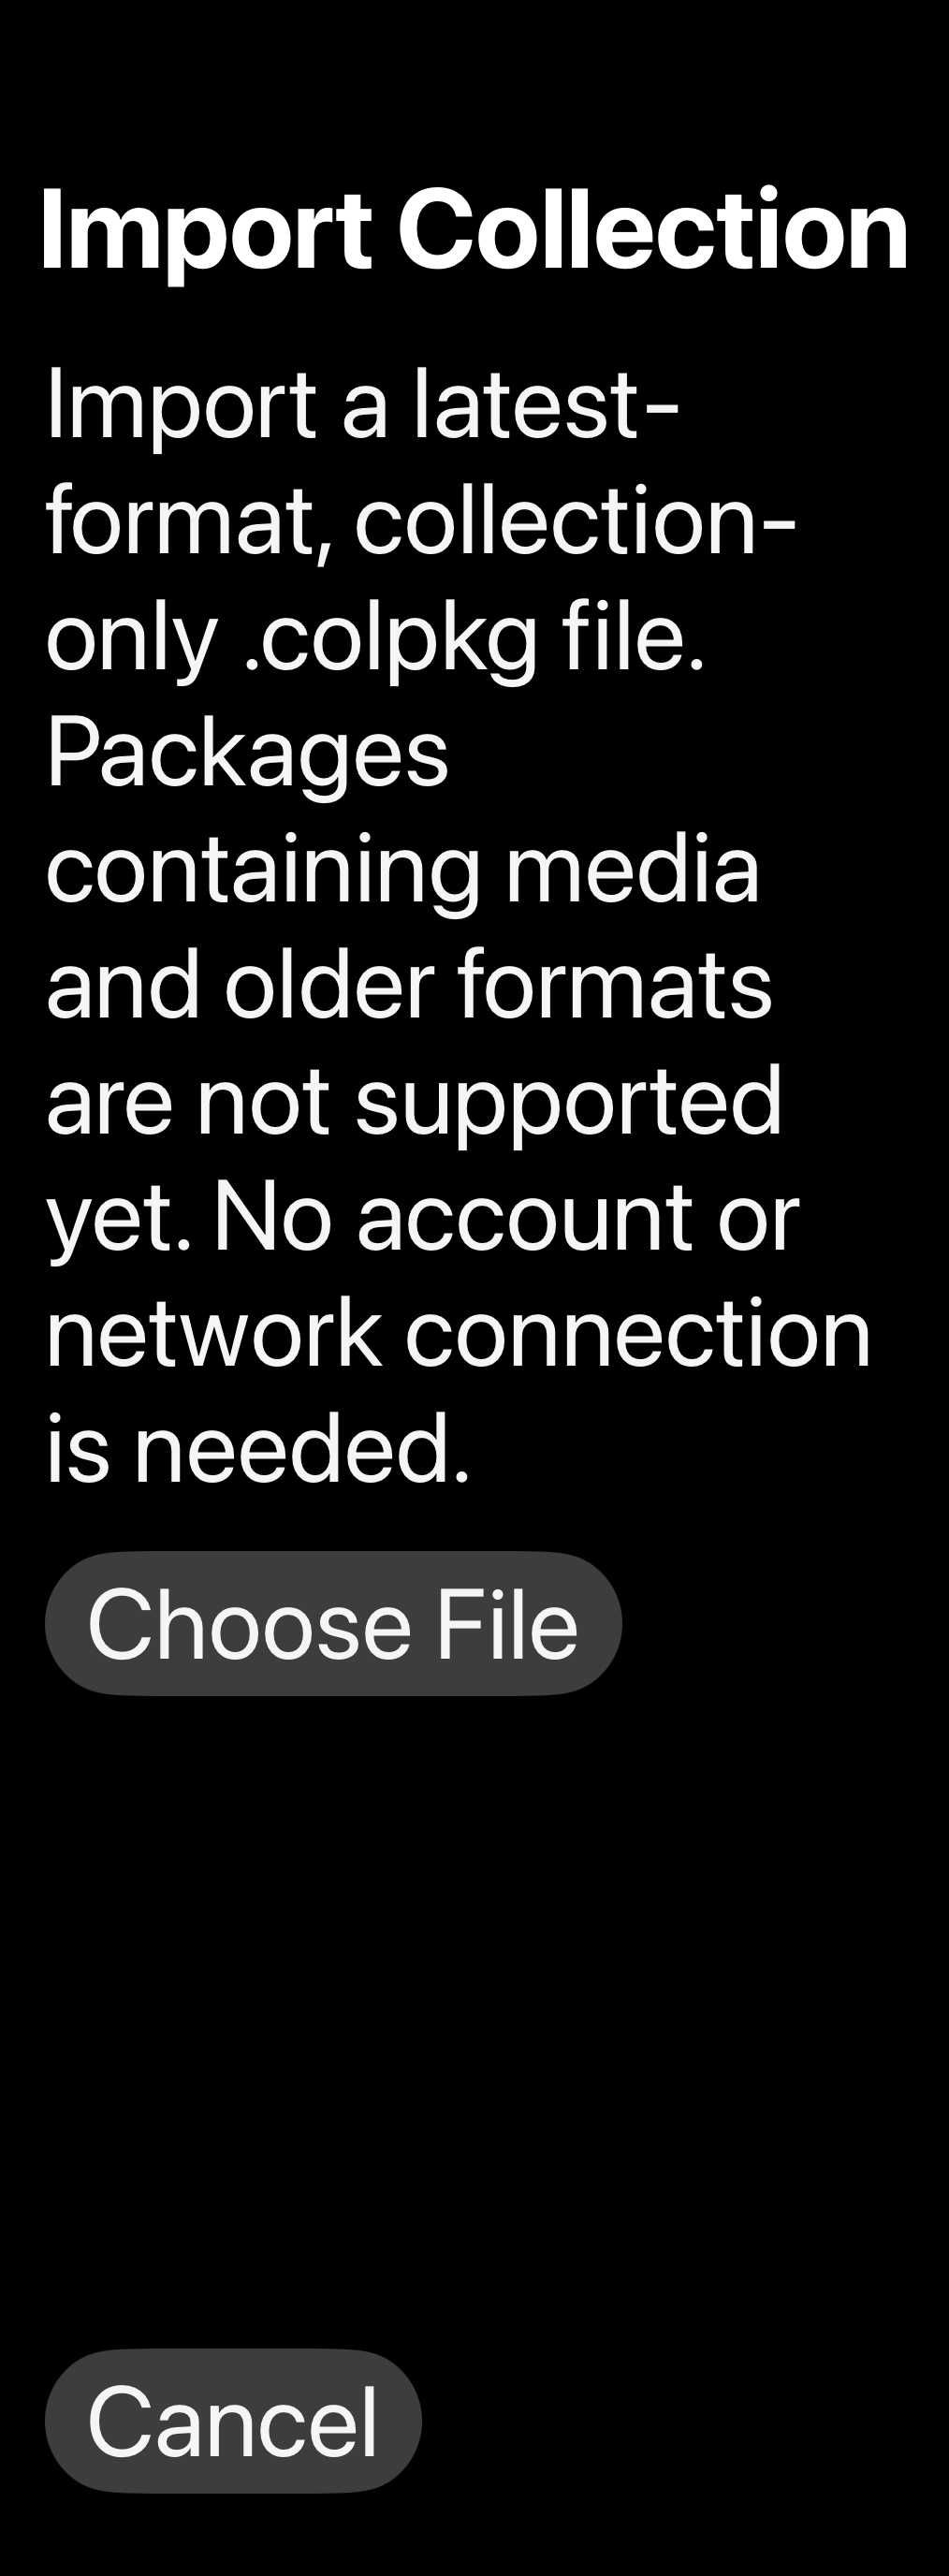 Import Collection
Import a latest-
format, collection-
only .colpkg file.
Packages
containing media
and older formats
are not supported
yet. No account or
network connection
is needed.
Choose File
Cancel